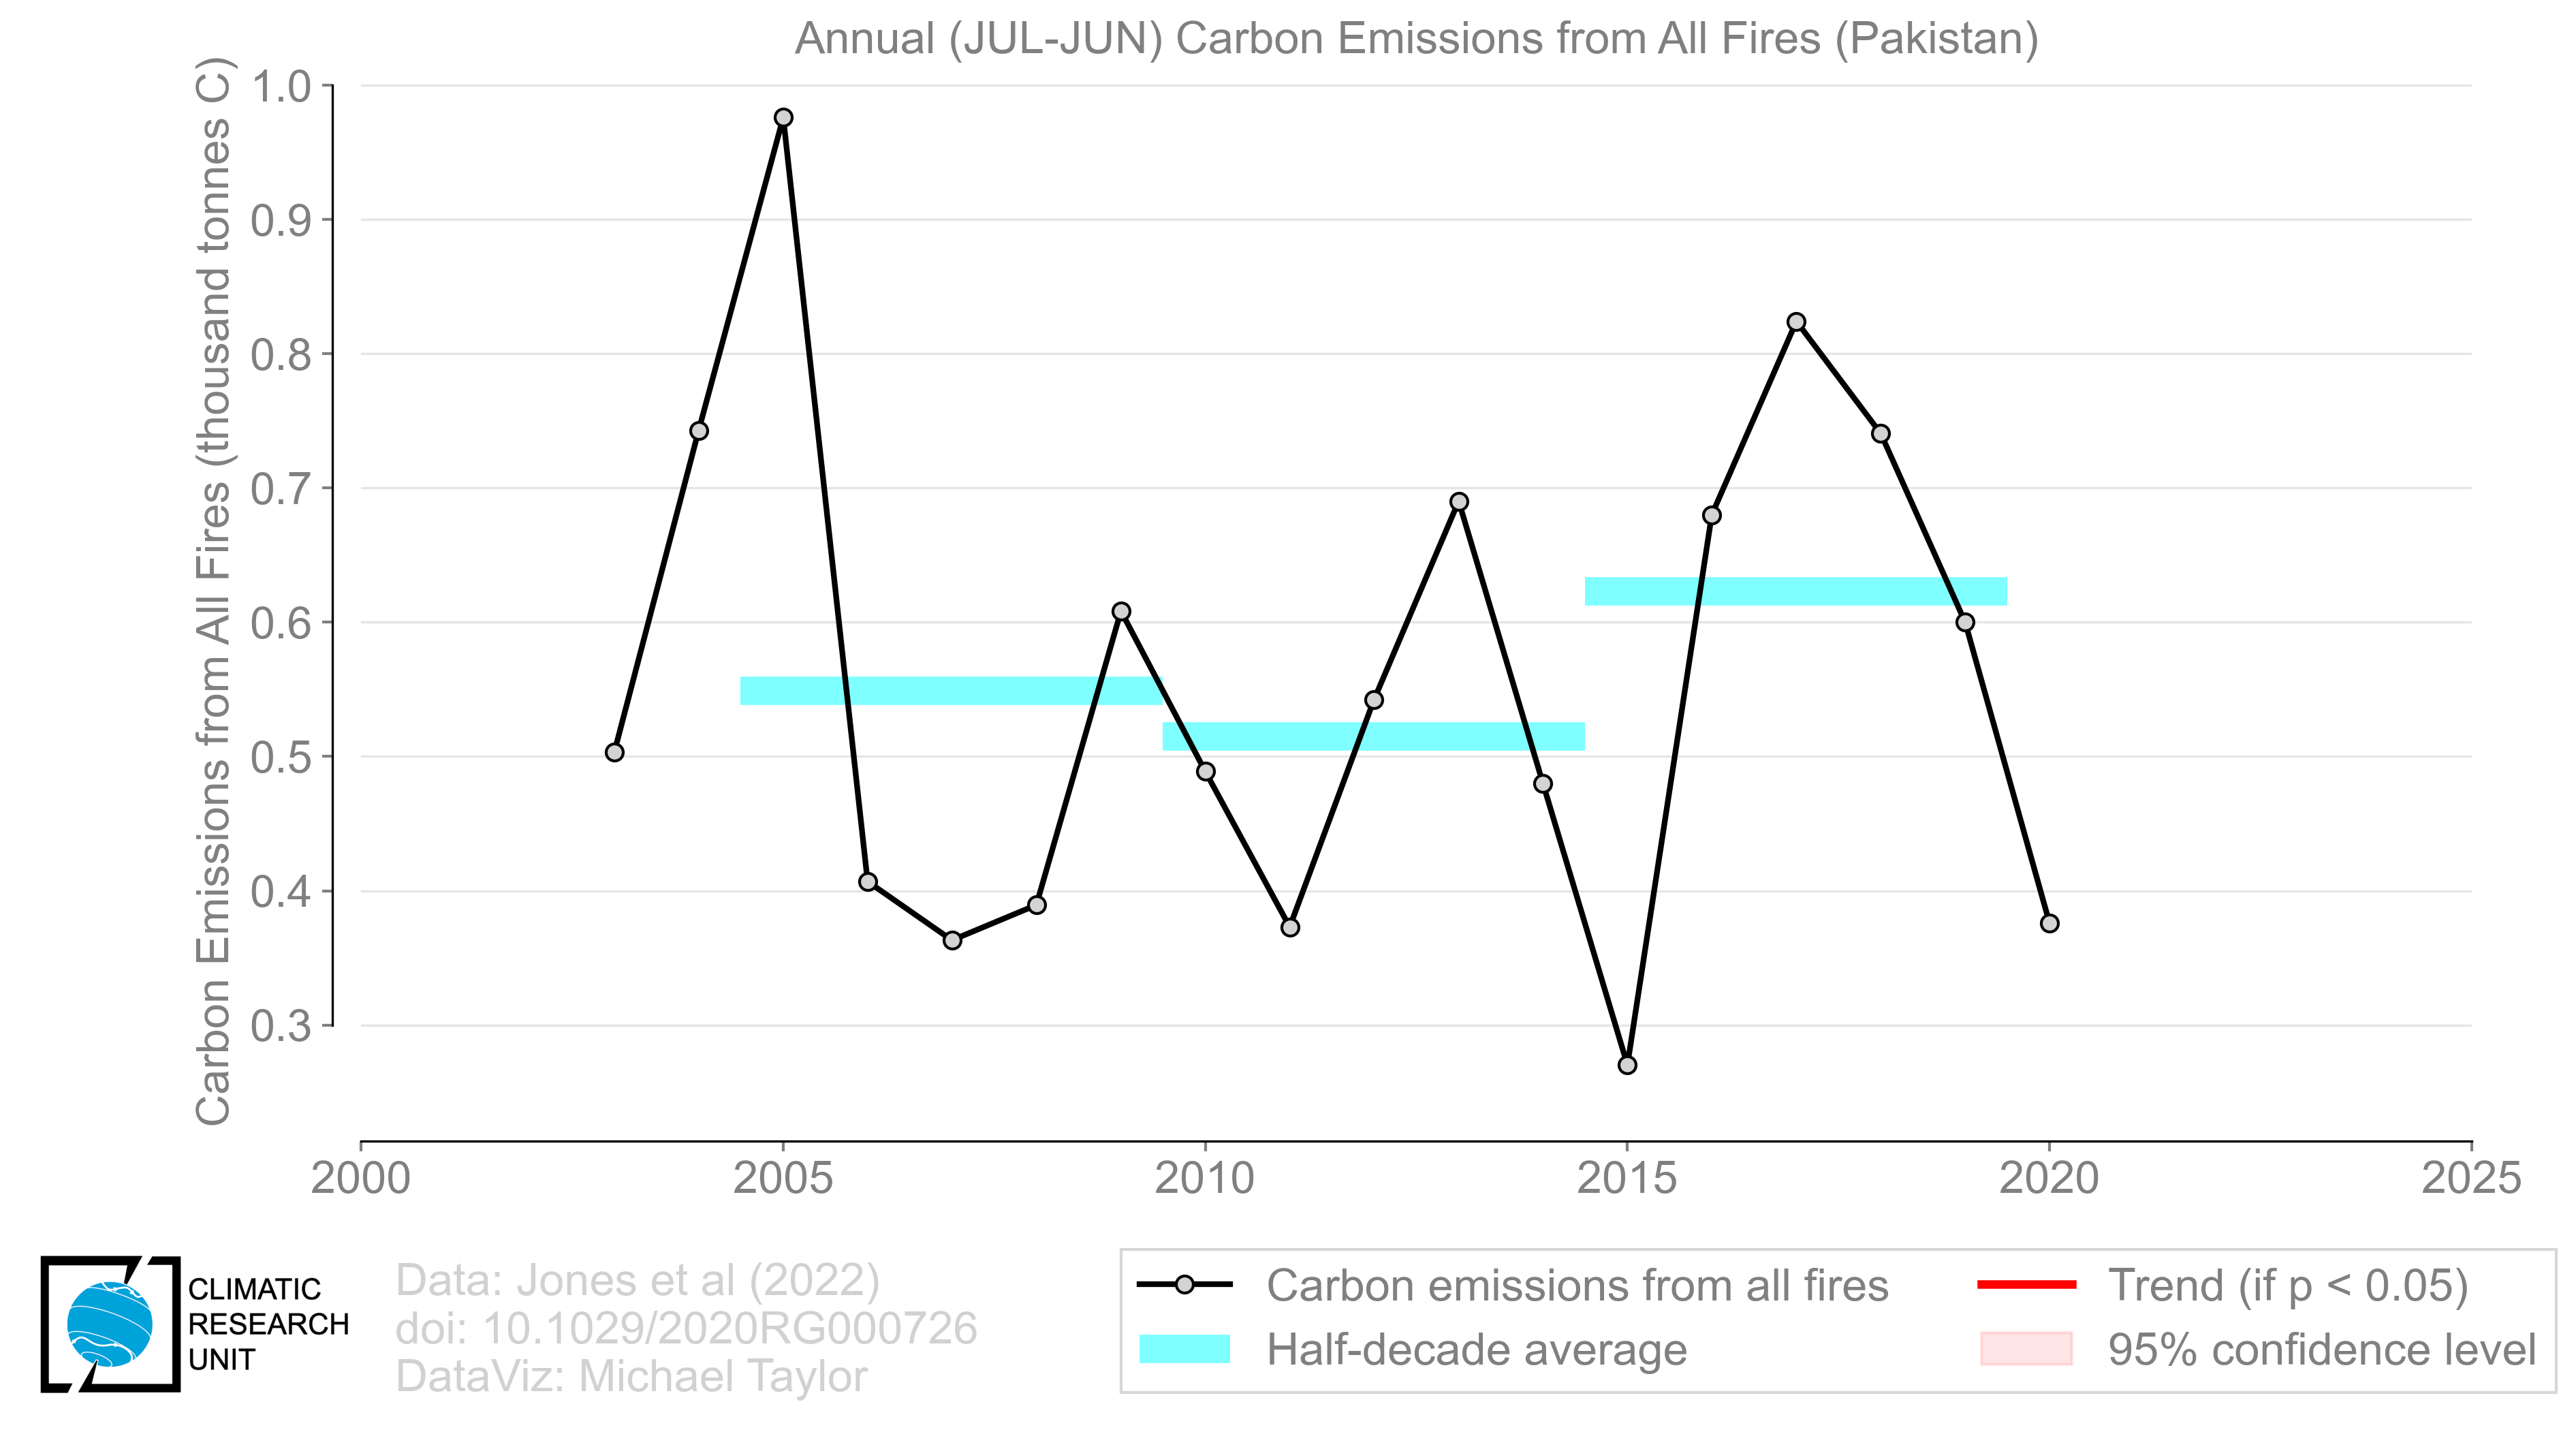 Annual (JUL-JUN) Carbon Emissions from All Fires (Pakistan)
Carbon Emissions from All Fires (thousand tonnes C)
1.0
0.9
0.8
0.7
0.6
0.5
0.4
0.3
2000
2005
2010
2015
2020
2025
CLIMATIC
RESEARCH
UNIT
Data: Jones et al (2022)
doi: 10.1029/2020RG000726
DataViz: Michael Taylor
Carbon emissions from all fires
Half-decade average
Trend (if p < 0.05)
95% confidence level